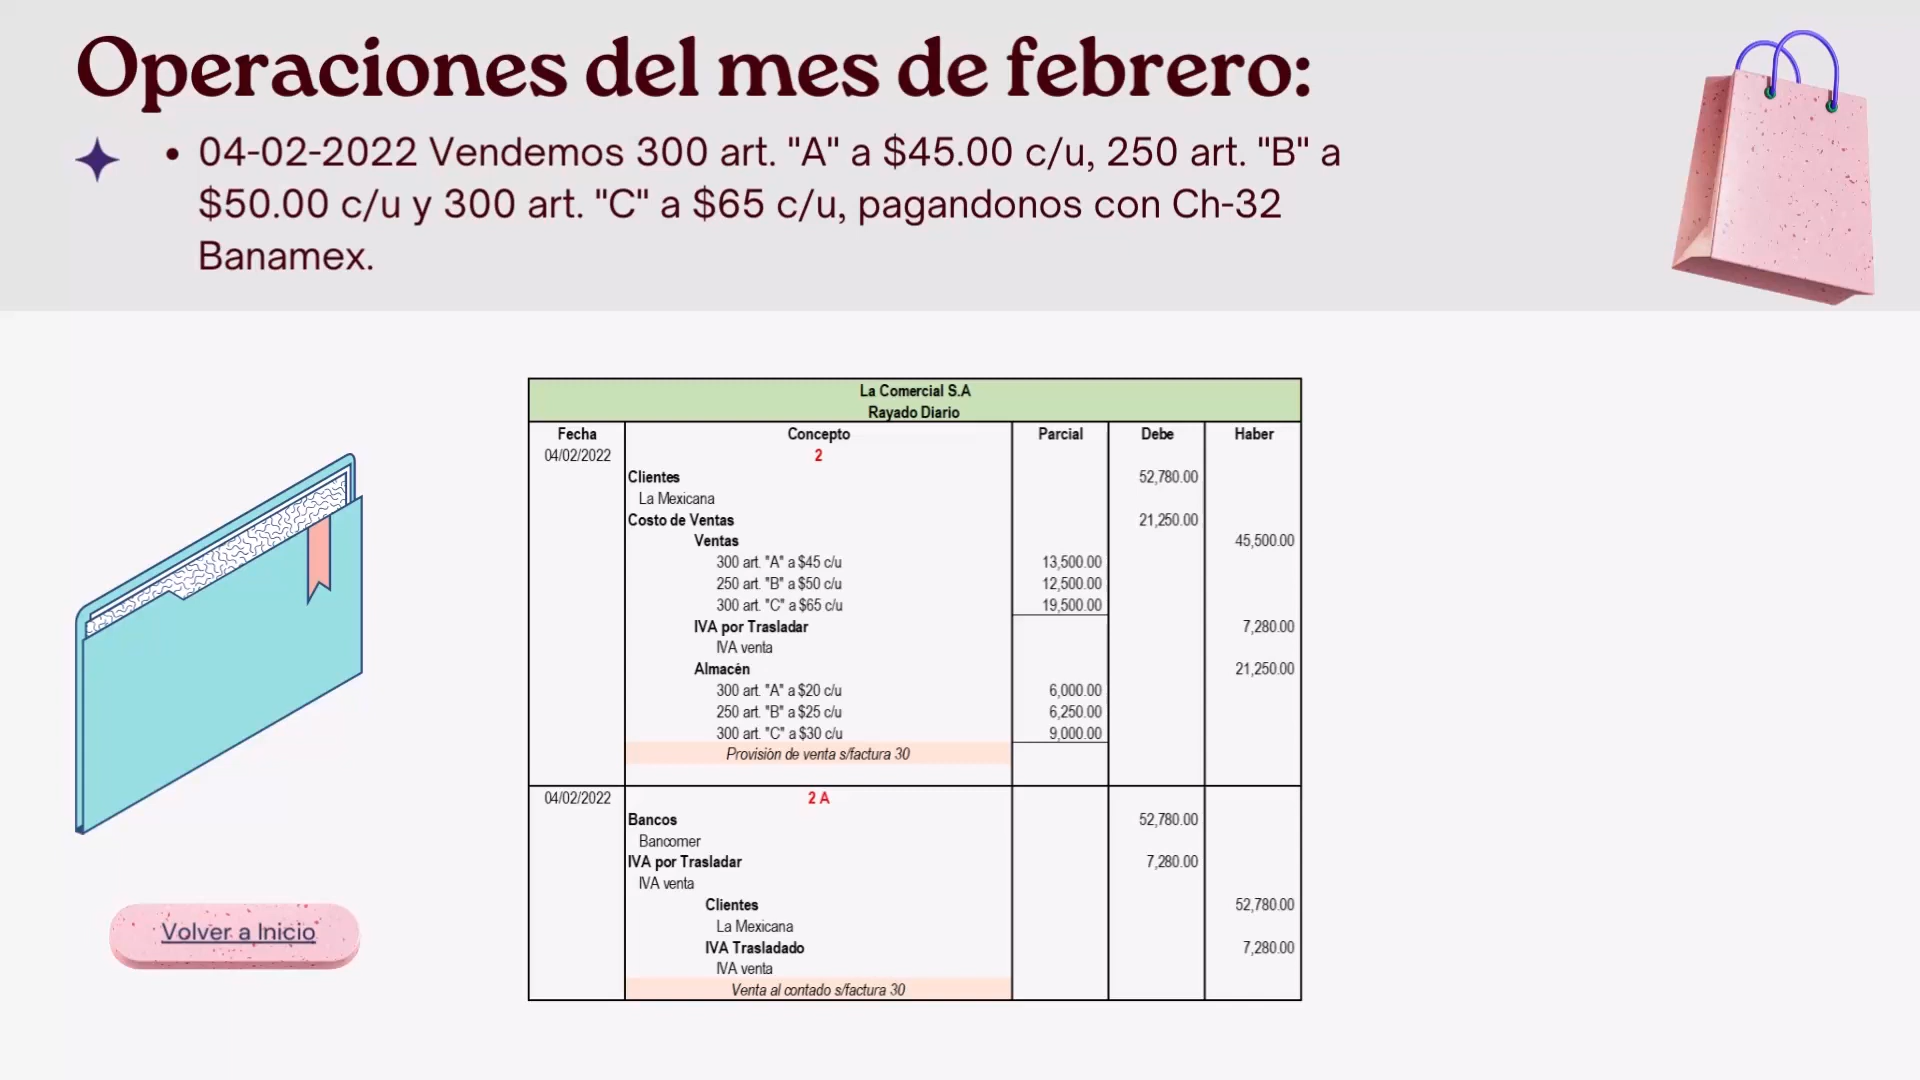 Operaciones del mes de febrero:
• 04-02-2022 Vendemos 300 art. "A" a $45.00 c/u, 250 art. "B" a
$50.00 c/u y 300 art. "C" a $65 c/u, pagandonos con Ch-32
Banamex.
La Comercial S.A
Rayado Diario
Fecha Concepto Parcial Debe Haber
04/02/2022 2
Clientes 52,780.00
La Mexicana
Costo de Ventas 21,250.00
Ventas 45,500.00
300 art. "A" a $45 c/u 13,500.00
250 art. "B" a $50 c/u 12,500.00
300 art. "C" a $65 c/u 19,500.00
IVA por Trasladar 7,280.00
IVA venta
Almacén 21,250.00
300 art. "A" a $20 c/u 6,000.00
250 art. "B" a $25 c/u 6,250.00
300 art. "C" a $30 c/u 9,000.00
Provisión de venta s/factura 30
04/02/2022 2 A
Bancos 52,780.00
Bancomer
IVA por Trasladar 7,280.00
IVA venta
Clientes 52,780.00
La Mexicana
IVA Trasladado 7,280.00
IVA venta
Venta al contado s/factura 30
Volver a Inicio